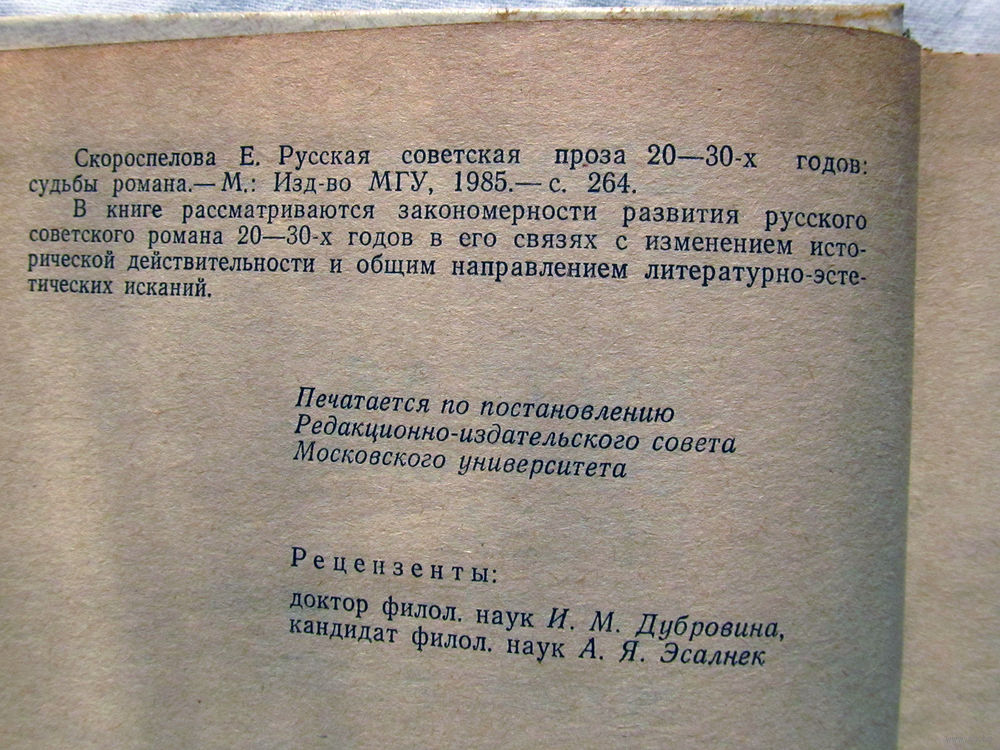 Скороспелова Е. Русская советская проза 20—30-х годов:
судьбы романа.— М.: Изд-во МГУ, 1985.— с. 264.
В книге рассматриваются закономерности развития русского
советского романа 20—30-х годов в его связях с изменением исто-
рической действительности и общим направлением литературно-эсте-
тических исканий.
Печатается по постановлению
Редакционно-издательского совета
Московского университета
Рецензенты:
доктор филол. наук И. М. Дубровина,
кандидат филол. наук А. Я. Эсалнек